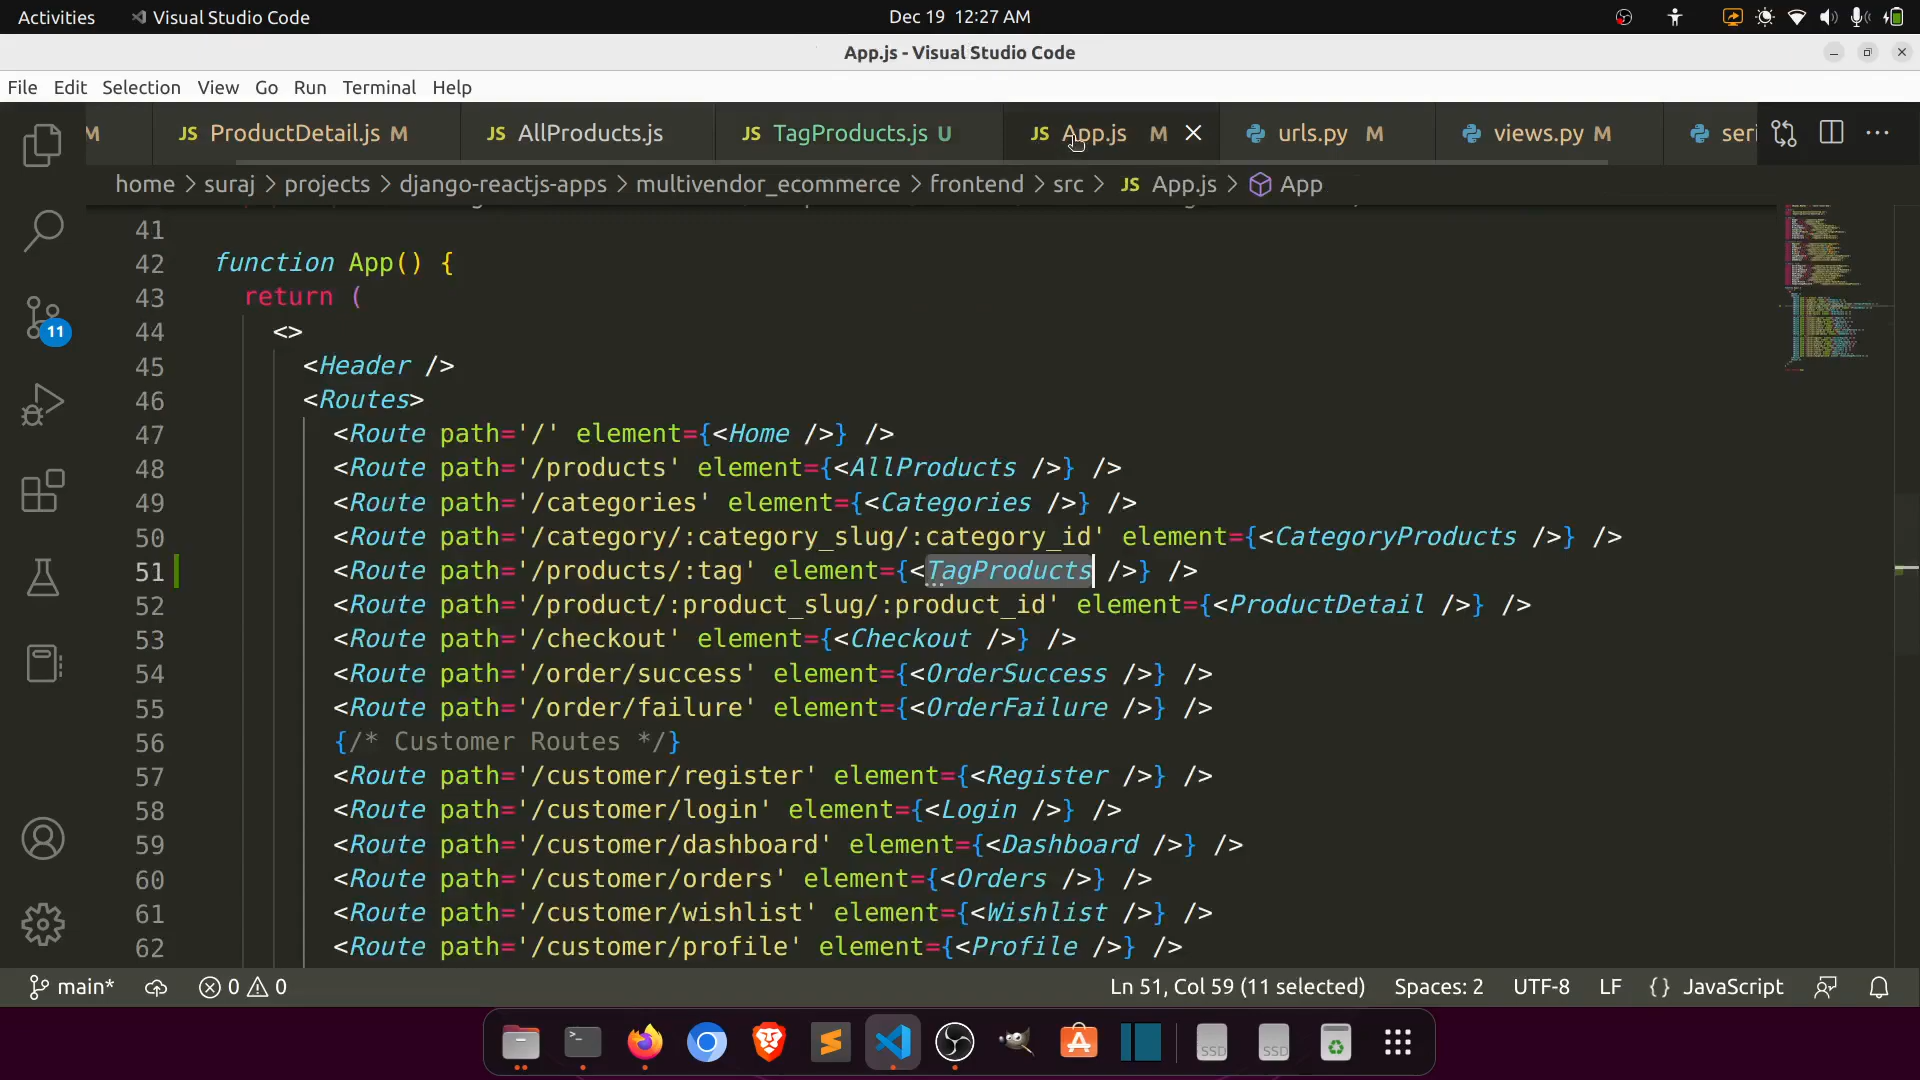 Activities Visual Studio Code Dec 19 12:27 AM
App.js - Visual Studio Code
File Edit Selection View Go Run Terminal Help
M JS ProductDetail.js M JS AllProducts.js JS TagProducts.js U JS App.js M urls.py M views.py M seri
home > suraj > projects > django-reactjs-apps > multivendor_ecommerce > frontend > src > JS App.js > App
41
42 function App() {
43 return (
44 <>
45 <Header />
46 <Routes>
47 <Route path='/' element={<Home />} />
48 <Route path='/products' element={<AllProducts />} />
49 <Route path='/categories' element={<Categories />} />
50 <Route path='/category/:category_slug/:category_id' element={<CategoryProducts />} />
51 <Route path='/products/:tag' element={<TagProducts />} />
52 <Route path='/product/:product_slug/:product_id' element={<ProductDetail />} />
53 <Route path='/checkout' element={<Checkout />} />
54 <Route path='/order/success' element={<OrderSuccess />} />
55 <Route path='/order/failure' element={<OrderFailure />} />
56 {/* Customer Routes */}
57 <Route path='/customer/register' element={<Register />} />
58 <Route path='/customer/login' element={<Login />} />
59 <Route path='/customer/dashboard' element={<Dashboard />} />
60 <Route path='/customer/orders' element={<Orders />} />
61 <Route path='/customer/wishlist' element={<Wishlist />} />
62 <Route path='/customer/profile' element={<Profile />} />
11
main* 0 0 Ln 51, Col 59 (11 selected) Spaces: 2 UTF-8 LF {} JavaScript
SSD SSD